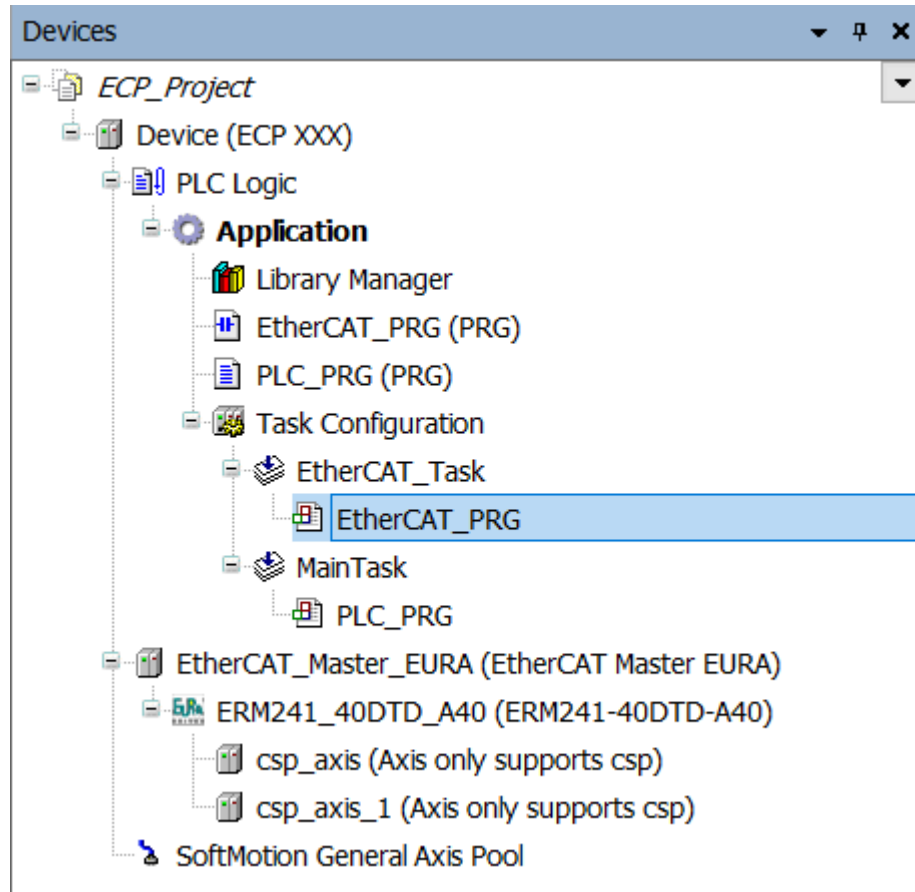 Devices
ECP_Project
Device (ECP XXX)
PLC Logic
Application
Library Manager
EtherCAT_PRG (PRG)
PLC_PRG (PRG)
Task Configuration
EtherCAT_Task
EtherCAT_PRG
MainTask
PLC_PRG
EtherCAT_Master_EURA (EtherCAT Master EURA)
ERM241_40DTD_A40 (ERM241-40DTD-A40)
csp_axis (Axis only supports csp)
csp_axis_1 (Axis only supports csp)
SoftMotion General Axis Pool